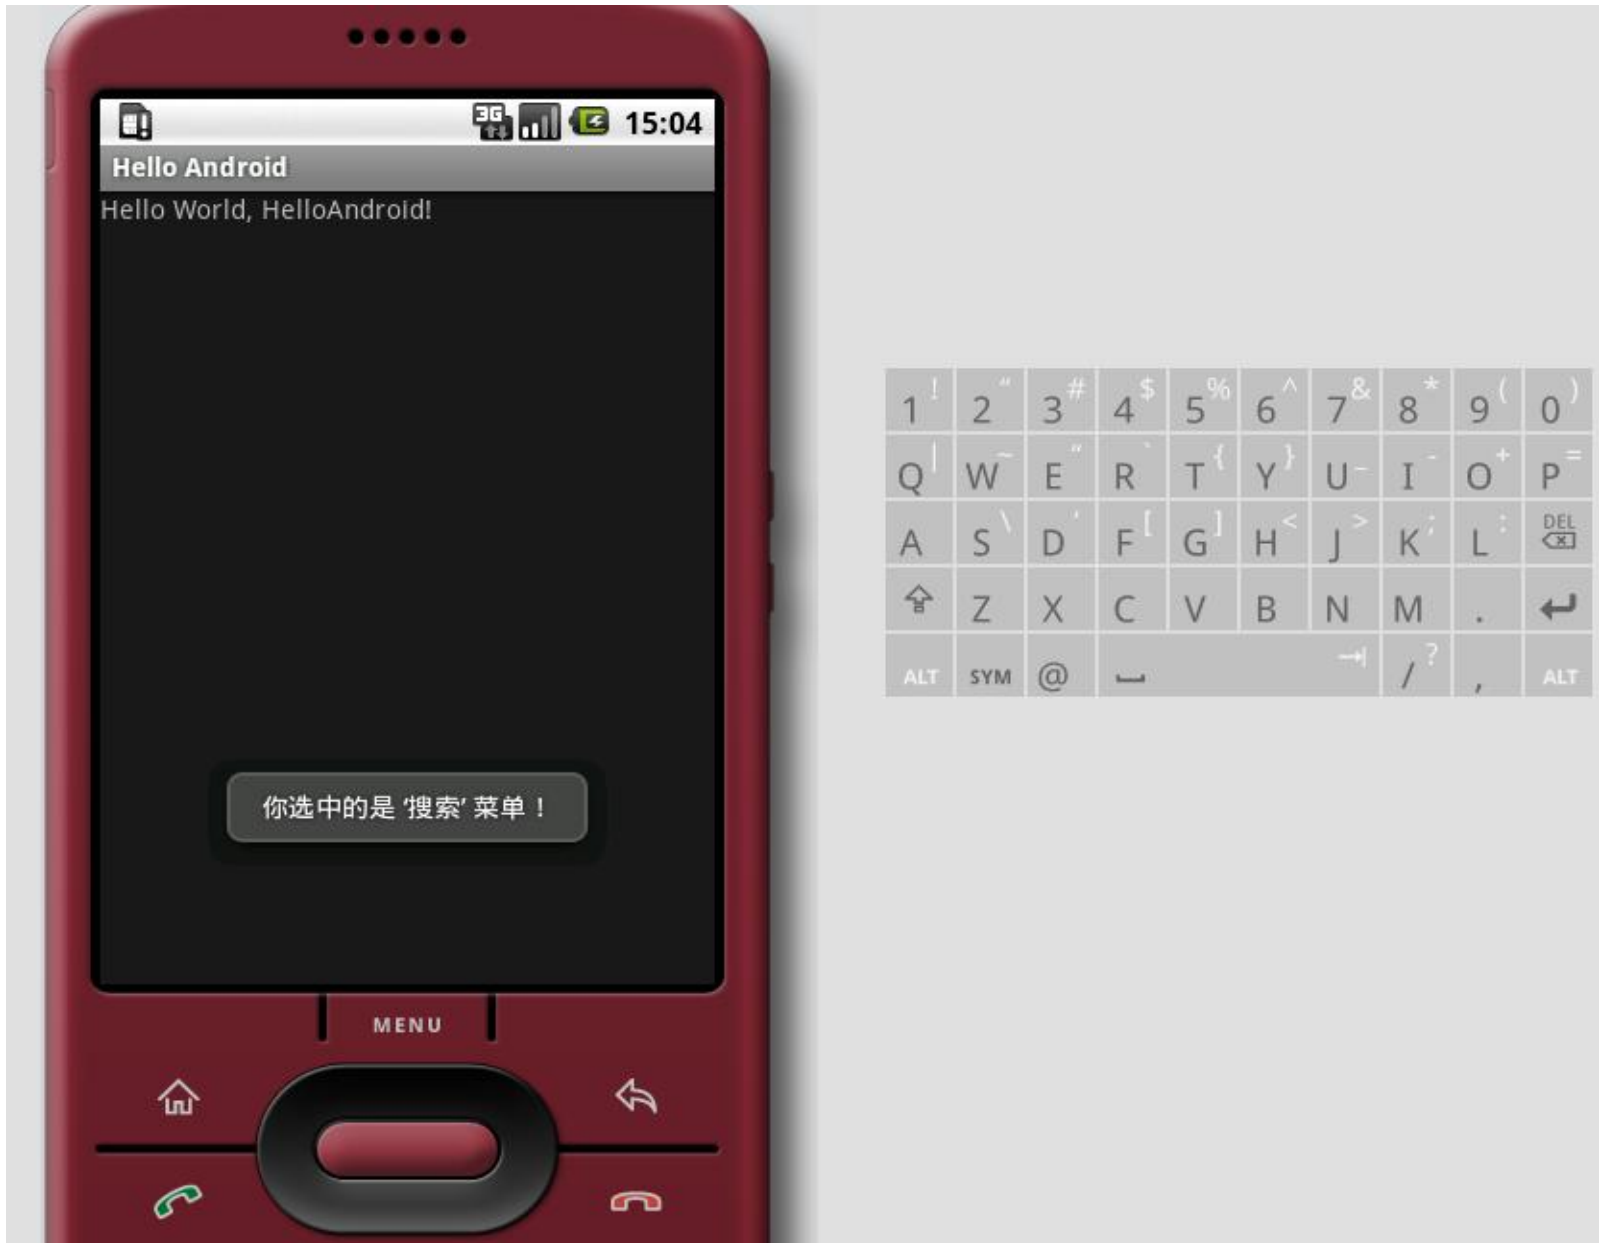 3G 15:04
Hello Android
Hello World, HelloAndroid!
你选中的是 ‘搜索’ 菜单！
MENU
1 ! 2 “ 3 # 4 $ 5 % 6 ^ 7 & 8 * 9 ( 0 )
Q | W ~ E “ R ` T { Y } U _ I - O + P =
A S \ D ‘ F [ G ] H < J > K ; L : DEL
Z X C V B N M .
ALT SYM @ / ? , ALT